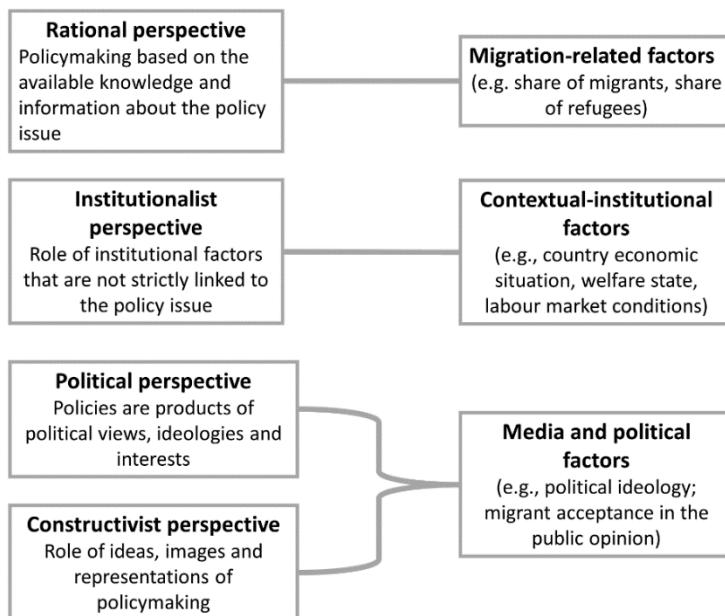 Rational perspective
Policymaking based on the
available knowledge and
information about the policy
issue
Migration-related factors
(e.g. share of migrants, share
of refugees)
Institutionalist
perspective
Role of institutional factors
that are not strictly linked to
the policy issue
Contextual-institutional
factors
(e.g., country economic
situation, welfare state,
labour market conditions)
Political perspective
Policies are products of
political views, ideologies and
interests
Constructivist perspective
Role of ideas, images and
representations of
policymaking
Media and political
factors
(e.g., political ideology;
migrant acceptance in the
public opinion)